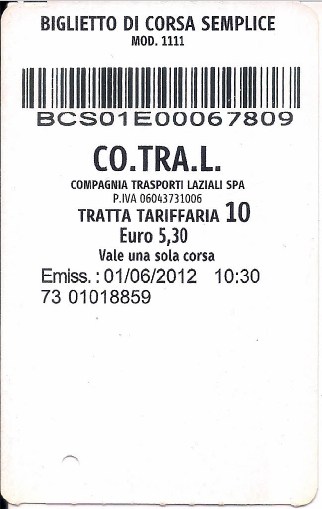 BIGLIETTO DI CORSA SEMPLICE
MOD. 1111
BCS01E00067809
CO.TRA.L.
COMPAGNIA TRASPORTI LAZIALI SPA
P.IVA 06043731006
TRATTA TARIFFARIA 10
Euro 5,30
Vale una sola corsa
Emiss. : 01/06/2012 10:30
73 01018859